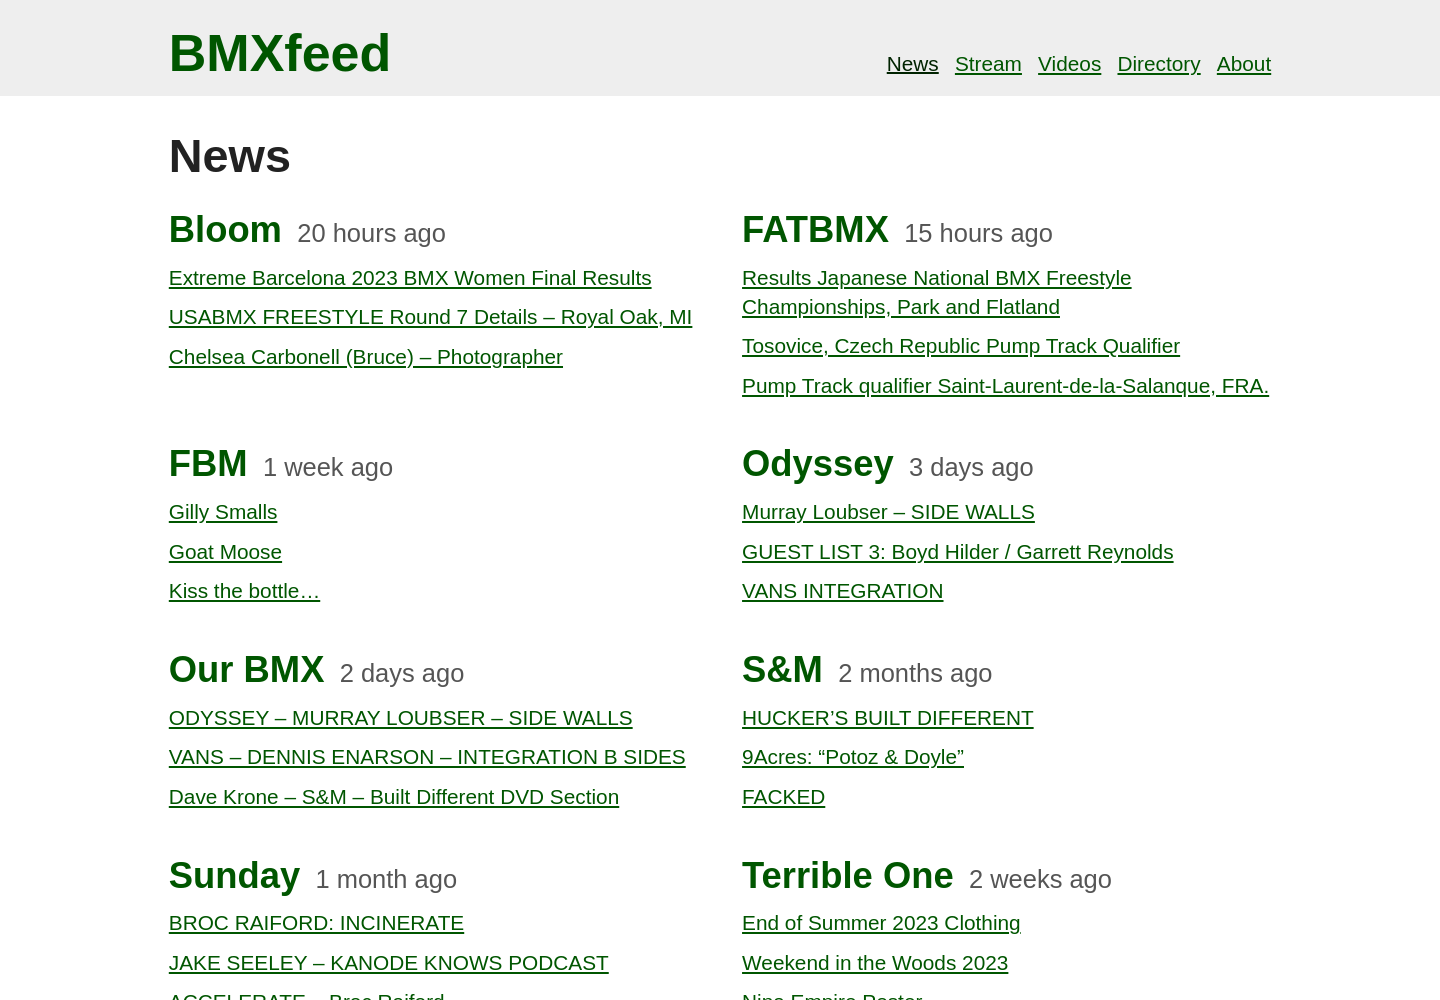 BMXfeed
News Stream Videos Directory About
News
Bloom 20 hours ago
Extreme Barcelona 2023 BMX Women Final Results
USABMX FREESTYLE Round 7 Details – Royal Oak, MI
Chelsea Carbonell (Bruce) – Photographer
FATBMX 15 hours ago
Results Japanese National BMX Freestyle
Championships, Park and Flatland
Tosovice, Czech Republic Pump Track Qualifier
Pump Track qualifier Saint-Laurent-de-la-Salanque, FRA.
FBM 1 week ago
Gilly Smalls
Goat Moose
Kiss the bottle…
Odyssey 3 days ago
Murray Loubser – SIDE WALLS
GUEST LIST 3: Boyd Hilder / Garrett Reynolds
VANS INTEGRATION
Our BMX 2 days ago
ODYSSEY – MURRAY LOUBSER – SIDE WALLS
VANS – DENNIS ENARSON – INTEGRATION B SIDES
Dave Krone – S&M – Built Different DVD Section
S&M 2 months ago
HUCKER’S BUILT DIFFERENT
9Acres: “Potoz & Doyle”
FACKED
Sunday 1 month ago
BROC RAIFORD: INCINERATE
JAKE SEELEY – KANODE KNOWS PODCAST
ACCELERATE – Broc Raiford
Terrible One 2 weeks ago
End of Summer 2023 Clothing
Weekend in the Woods 2023
Nina Empire Poster